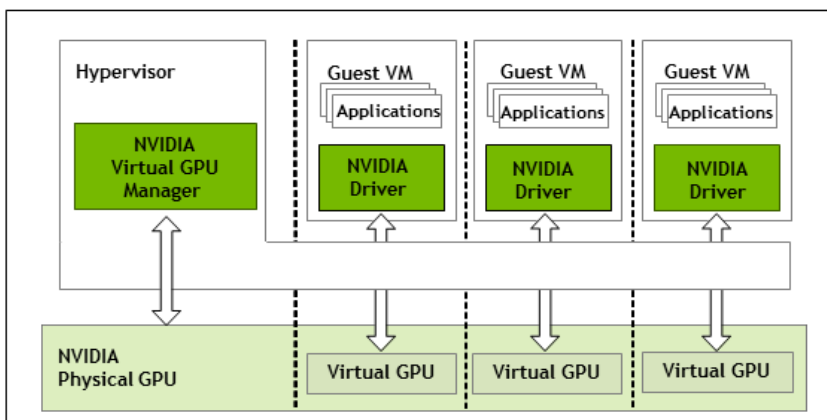 Hypervisor
NVIDIA
Virtual GPU
Manager
Guest VM
Applications
NVIDIA
Driver
Guest VM
Applications
NVIDIA
Driver
Guest VM
Applications
NVIDIA
Driver
NVIDIA
Physical GPU
Virtual GPU
Virtual GPU
Virtual GPU